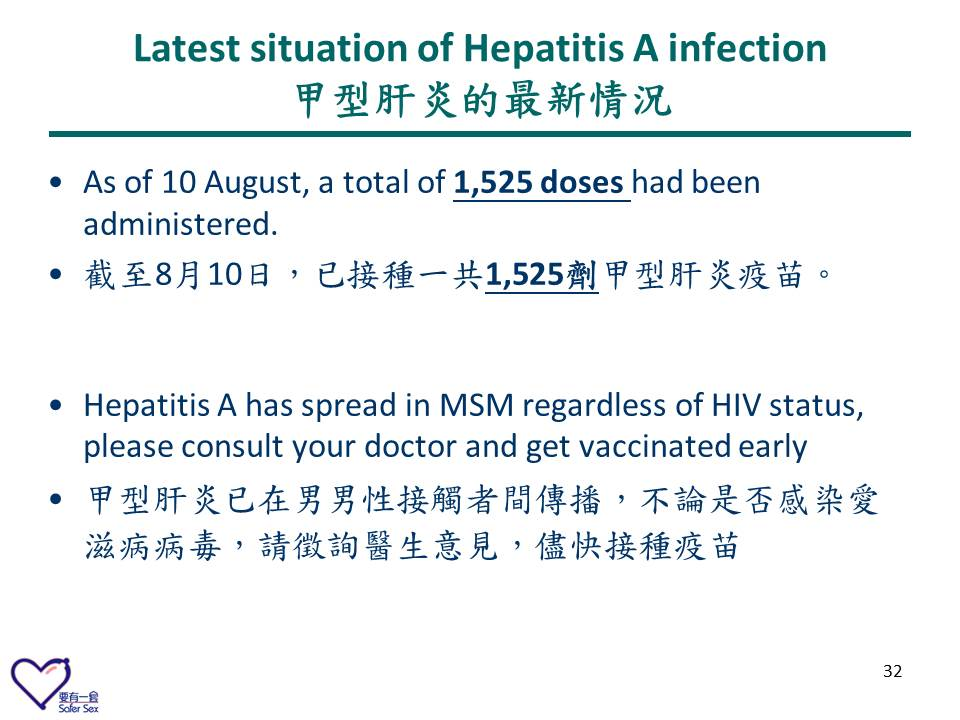 Latest situation of Hepatitis A infection
甲型肝炎的最新情況
• As of 10 August, a total of 1,525 doses had been
administered.
• 截至8月10日，已接種一共1,525劑甲型肝炎疫苗。
• Hepatitis A has spread in MSM regardless of HIV status,
please consult your doctor and get vaccinated early
• 甲型肝炎已在男男性接觸者間傳播，不論是否感染愛
滋病病毒，請徵詢醫生意見，儘快接種疫苗
要有一套
Safer Sex
32